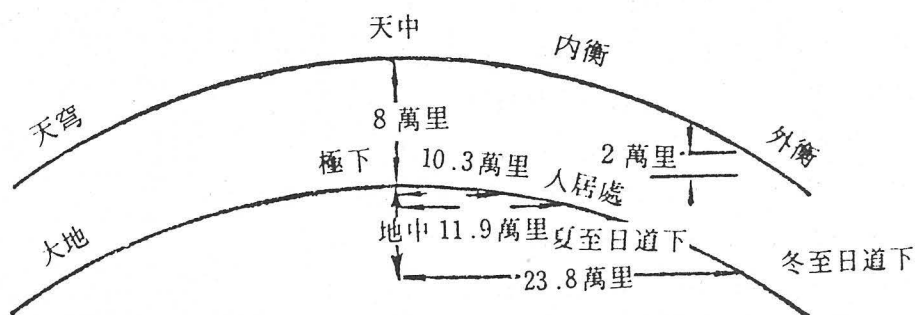 天中
內衡
天穹
8 萬里
外衡
2 萬里
極下
10.3萬里
人居處
大地
地中 11.9萬里 夏至日道下
冬至日道下
23.8萬里